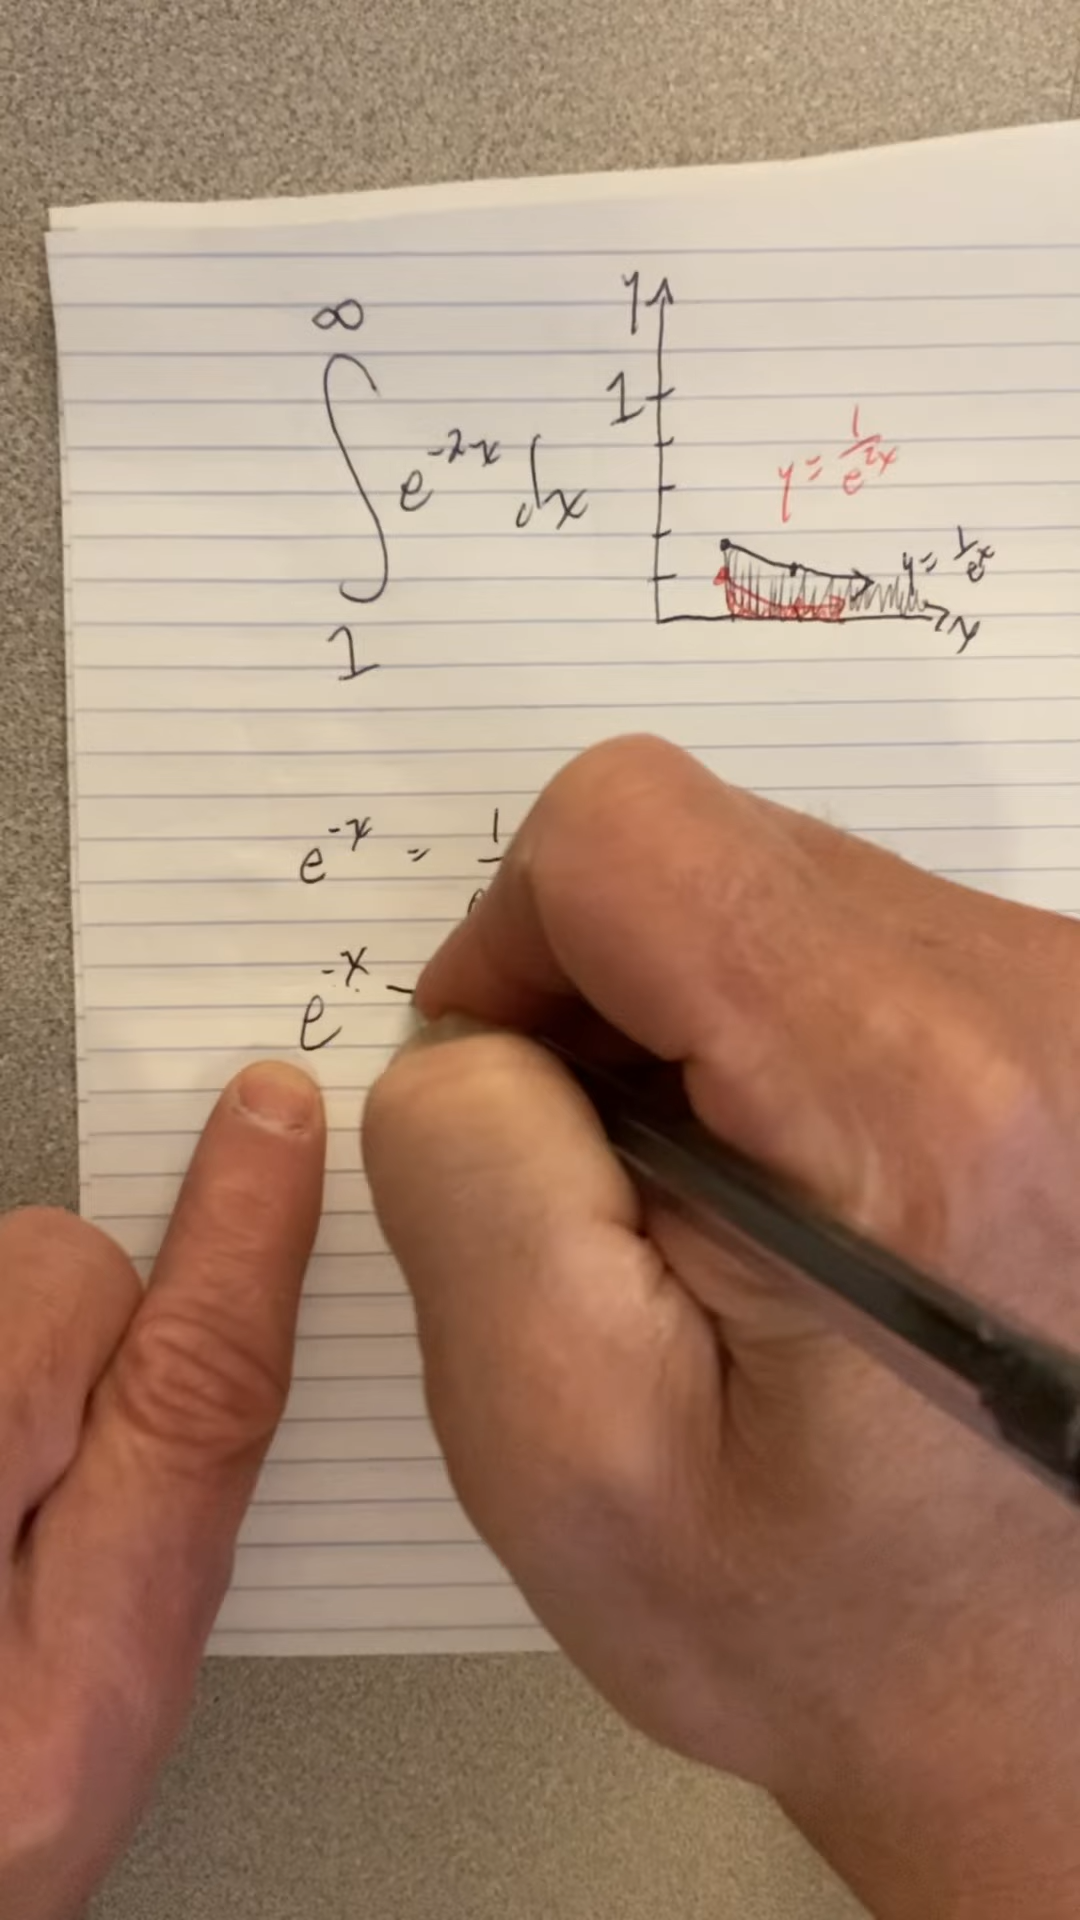 ∞
∫ e^{-2x} dx
1
y
1
y = 1/e^{2x}
y = 1/e^x
x
e^{-x} = 1
e^{-x}